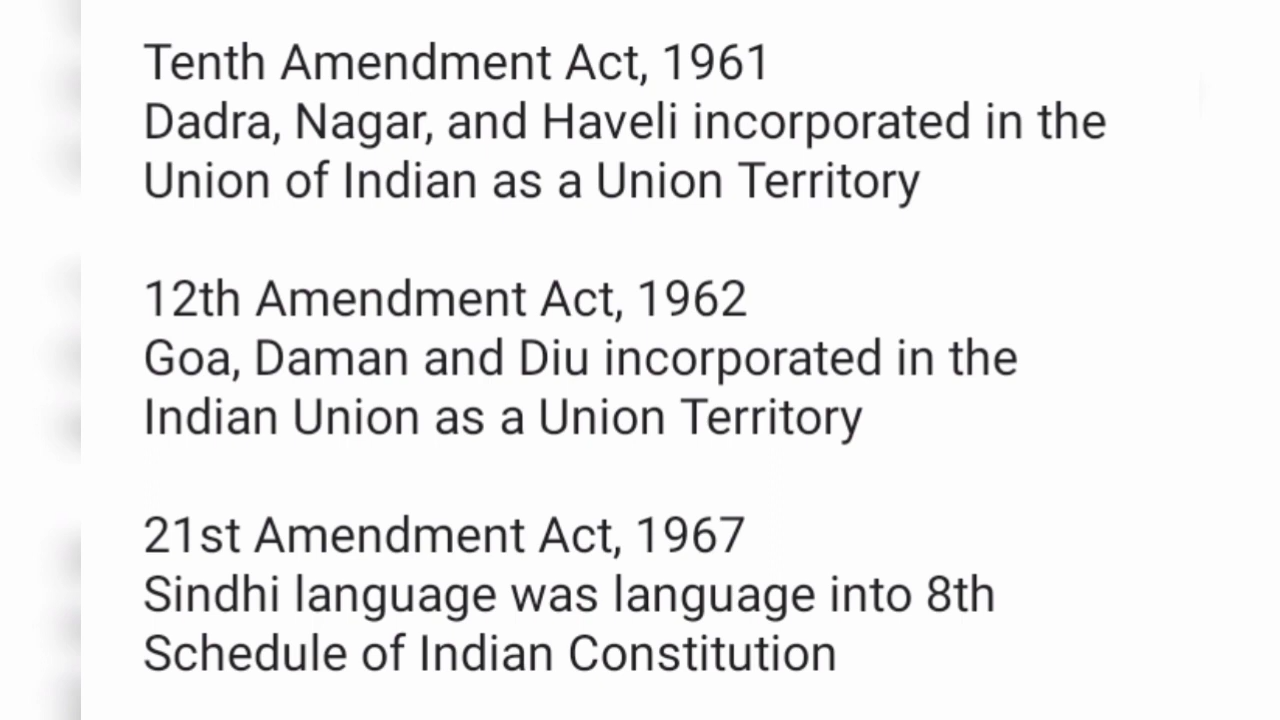 Tenth Amendment Act, 1961
Dadra, Nagar, and Haveli incorporated in the
Union of Indian as a Union Territory
12th Amendment Act, 1962
Goa, Daman and Diu incorporated in the
Indian Union as a Union Territory
21st Amendment Act, 1967
Sindhi language was language into 8th
Schedule of Indian Constitution